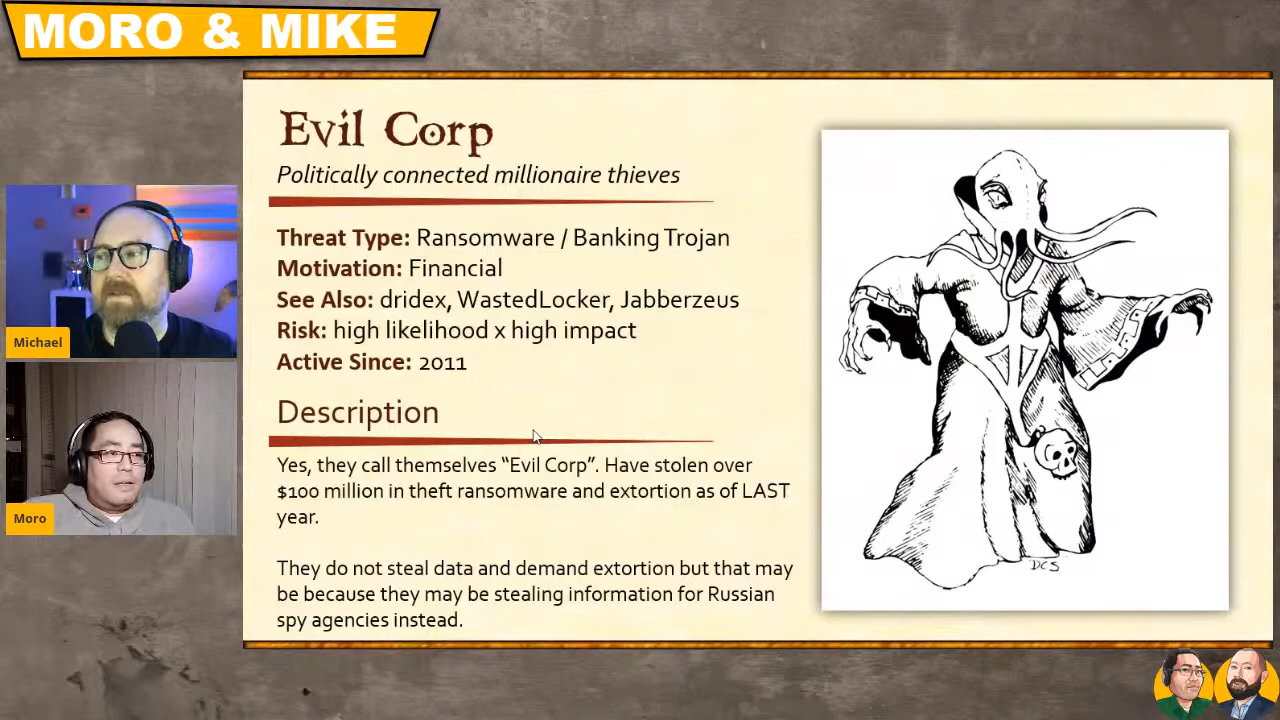 MORO & MIKE
Evil Corp
Politically connected millionaire thieves
Threat Type: Ransomware / Banking Trojan
Motivation: Financial
See Also: dridex, WastedLocker, Jabberzeus
Risk: high likelihood x high impact
Active Since: 2011
Description
Yes, they call themselves “Evil Corp”. Have stolen over
$100 million in theft ransomware and extortion as of LAST
year.
They do not steal data and demand extortion but that may
be because they may be stealing information for Russian
spy agencies instead.
Michael
Moro
DCS